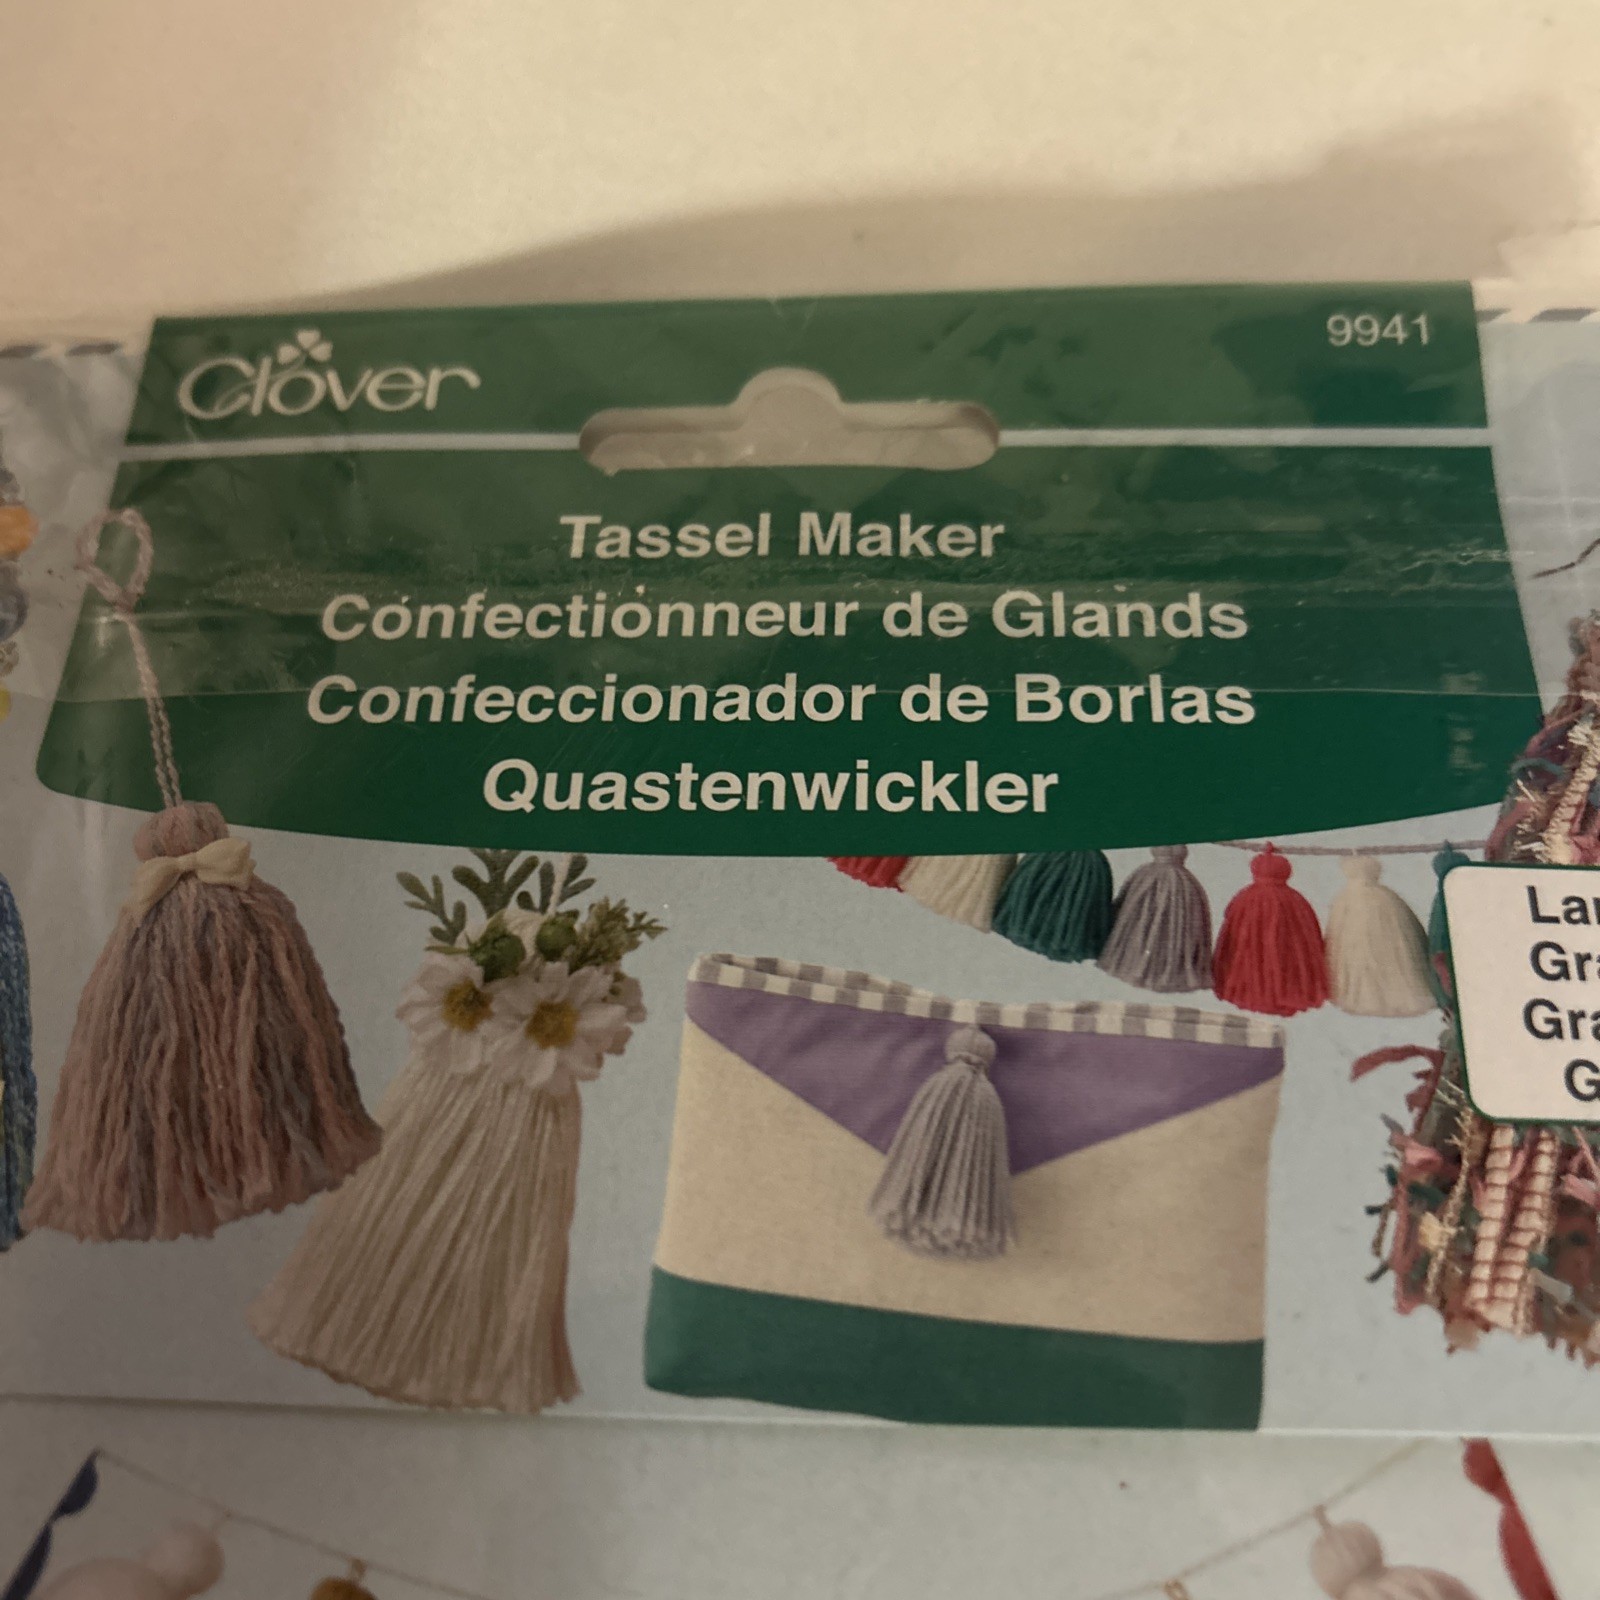 Clover
9941
Tassel Maker
Confectionneur de Glands
Confeccionador de Borlas
Quastenwickler